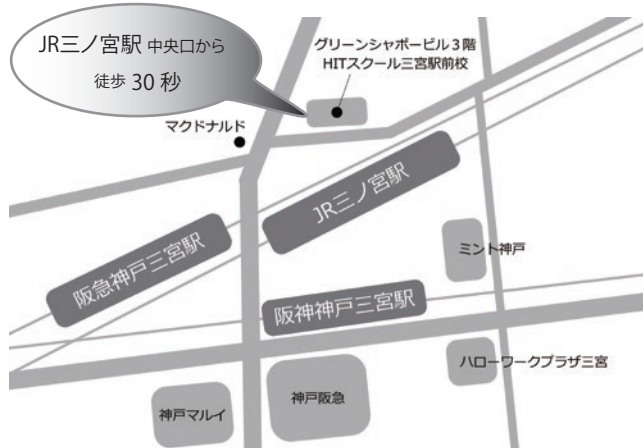 JR三ノ宮駅 中央口から
徒歩 30 秒
グリーンシャポービル3階
HITスクール三宮駅前校
マクドナルド
JR三ノ宮駅
阪急神戸三宮駅
ミント神戸
阪神神戸三宮駅
ハローワークプラザ三宮
神戸阪急
神戸マルイ